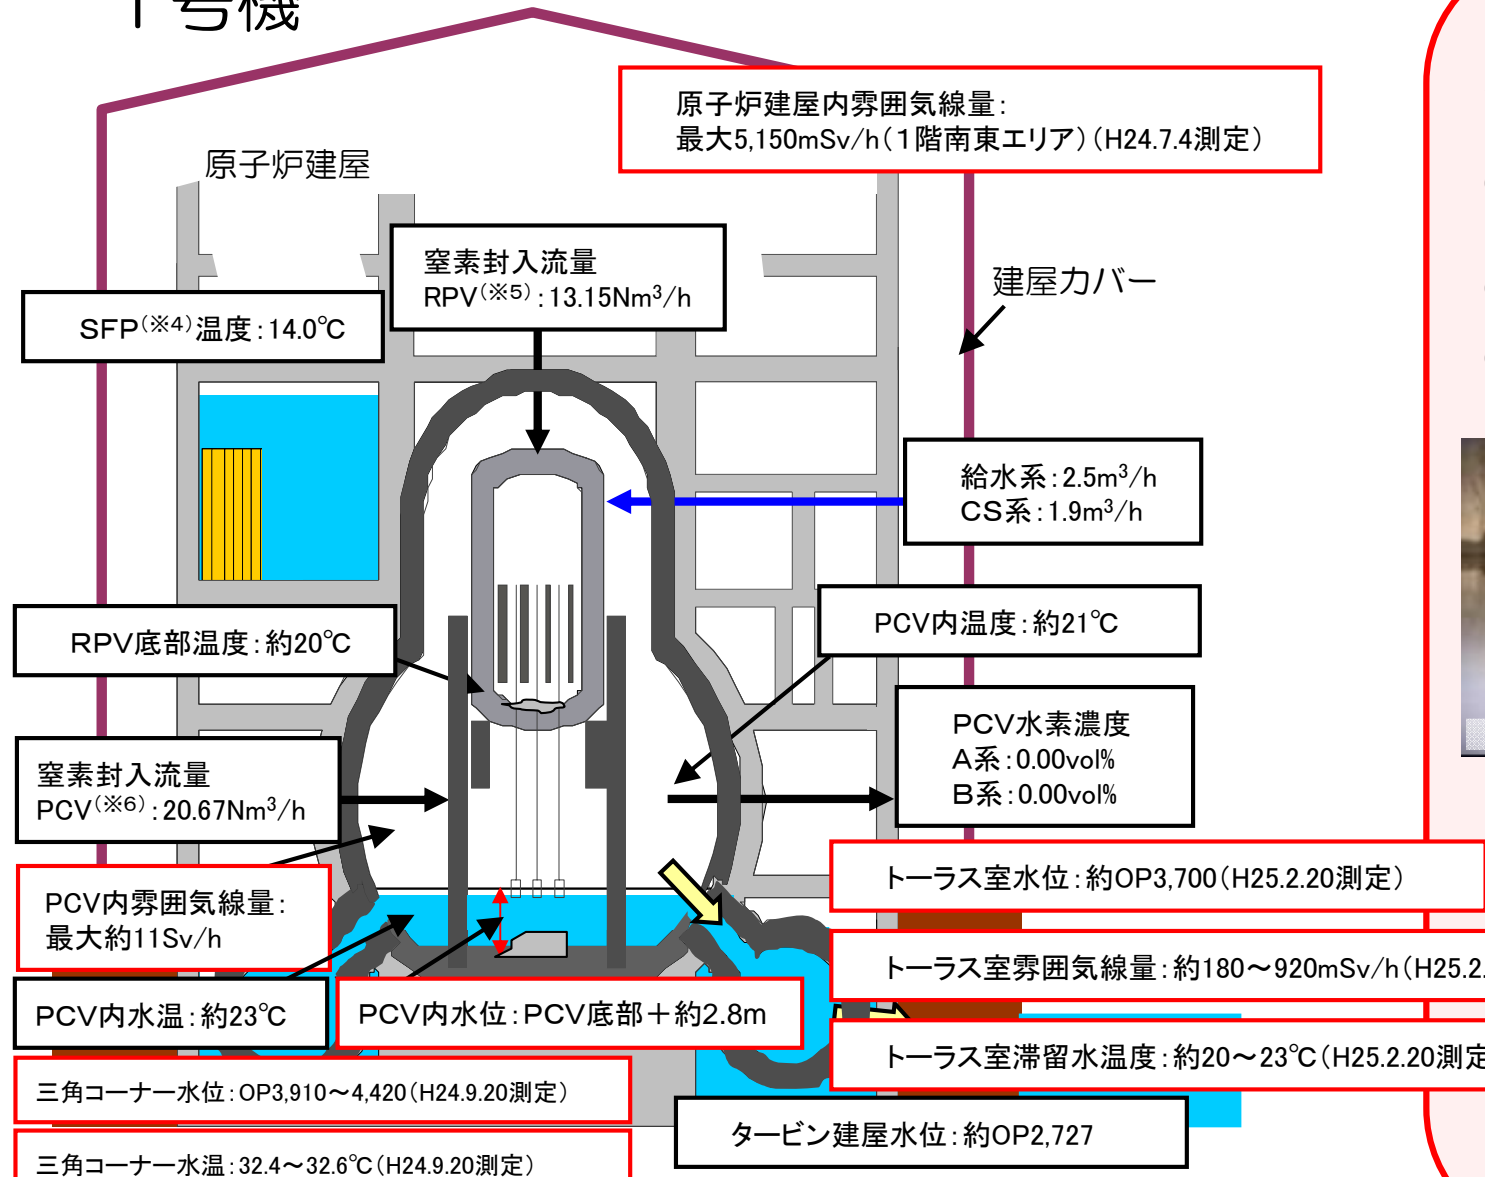 1号機
原子炉建屋内雰囲気線量:
最大5,150mSv/h(1階南東エリア)(H24.7.4測定)
原子炉建屋
窒素封入流量
RPV(※5):13.15Nm³/h
建屋カバー
SFP(※4)温度:14.0℃
給水系:2.5m³/h
CS系:1.9m³/h
RPV底部温度:約20℃
PCV内温度:約21℃
PCV水素濃度
A系:0.00vol%
B系:0.00vol%
窒素封入流量
PCV(※6):20.67Nm³/h
PCV内雰囲気線量:
最大約11Sv/h
トーラス室水位:約OP3,700(H25.2.20測定)
トーラス室雰囲気線量:約180~920mSv/h(H25.2.
PCV内水温:約23℃
PCV内水位:PCV底部+約2.8m
トーラス室滞留水温度:約20~23℃(H25.2.20測定
三角コーナー水位:OP3,910~4,420(H24.9.20測定)
タービン建屋水位:約OP2,727
三角コーナー水温:32.4~32.6℃(H24.9.20測定)